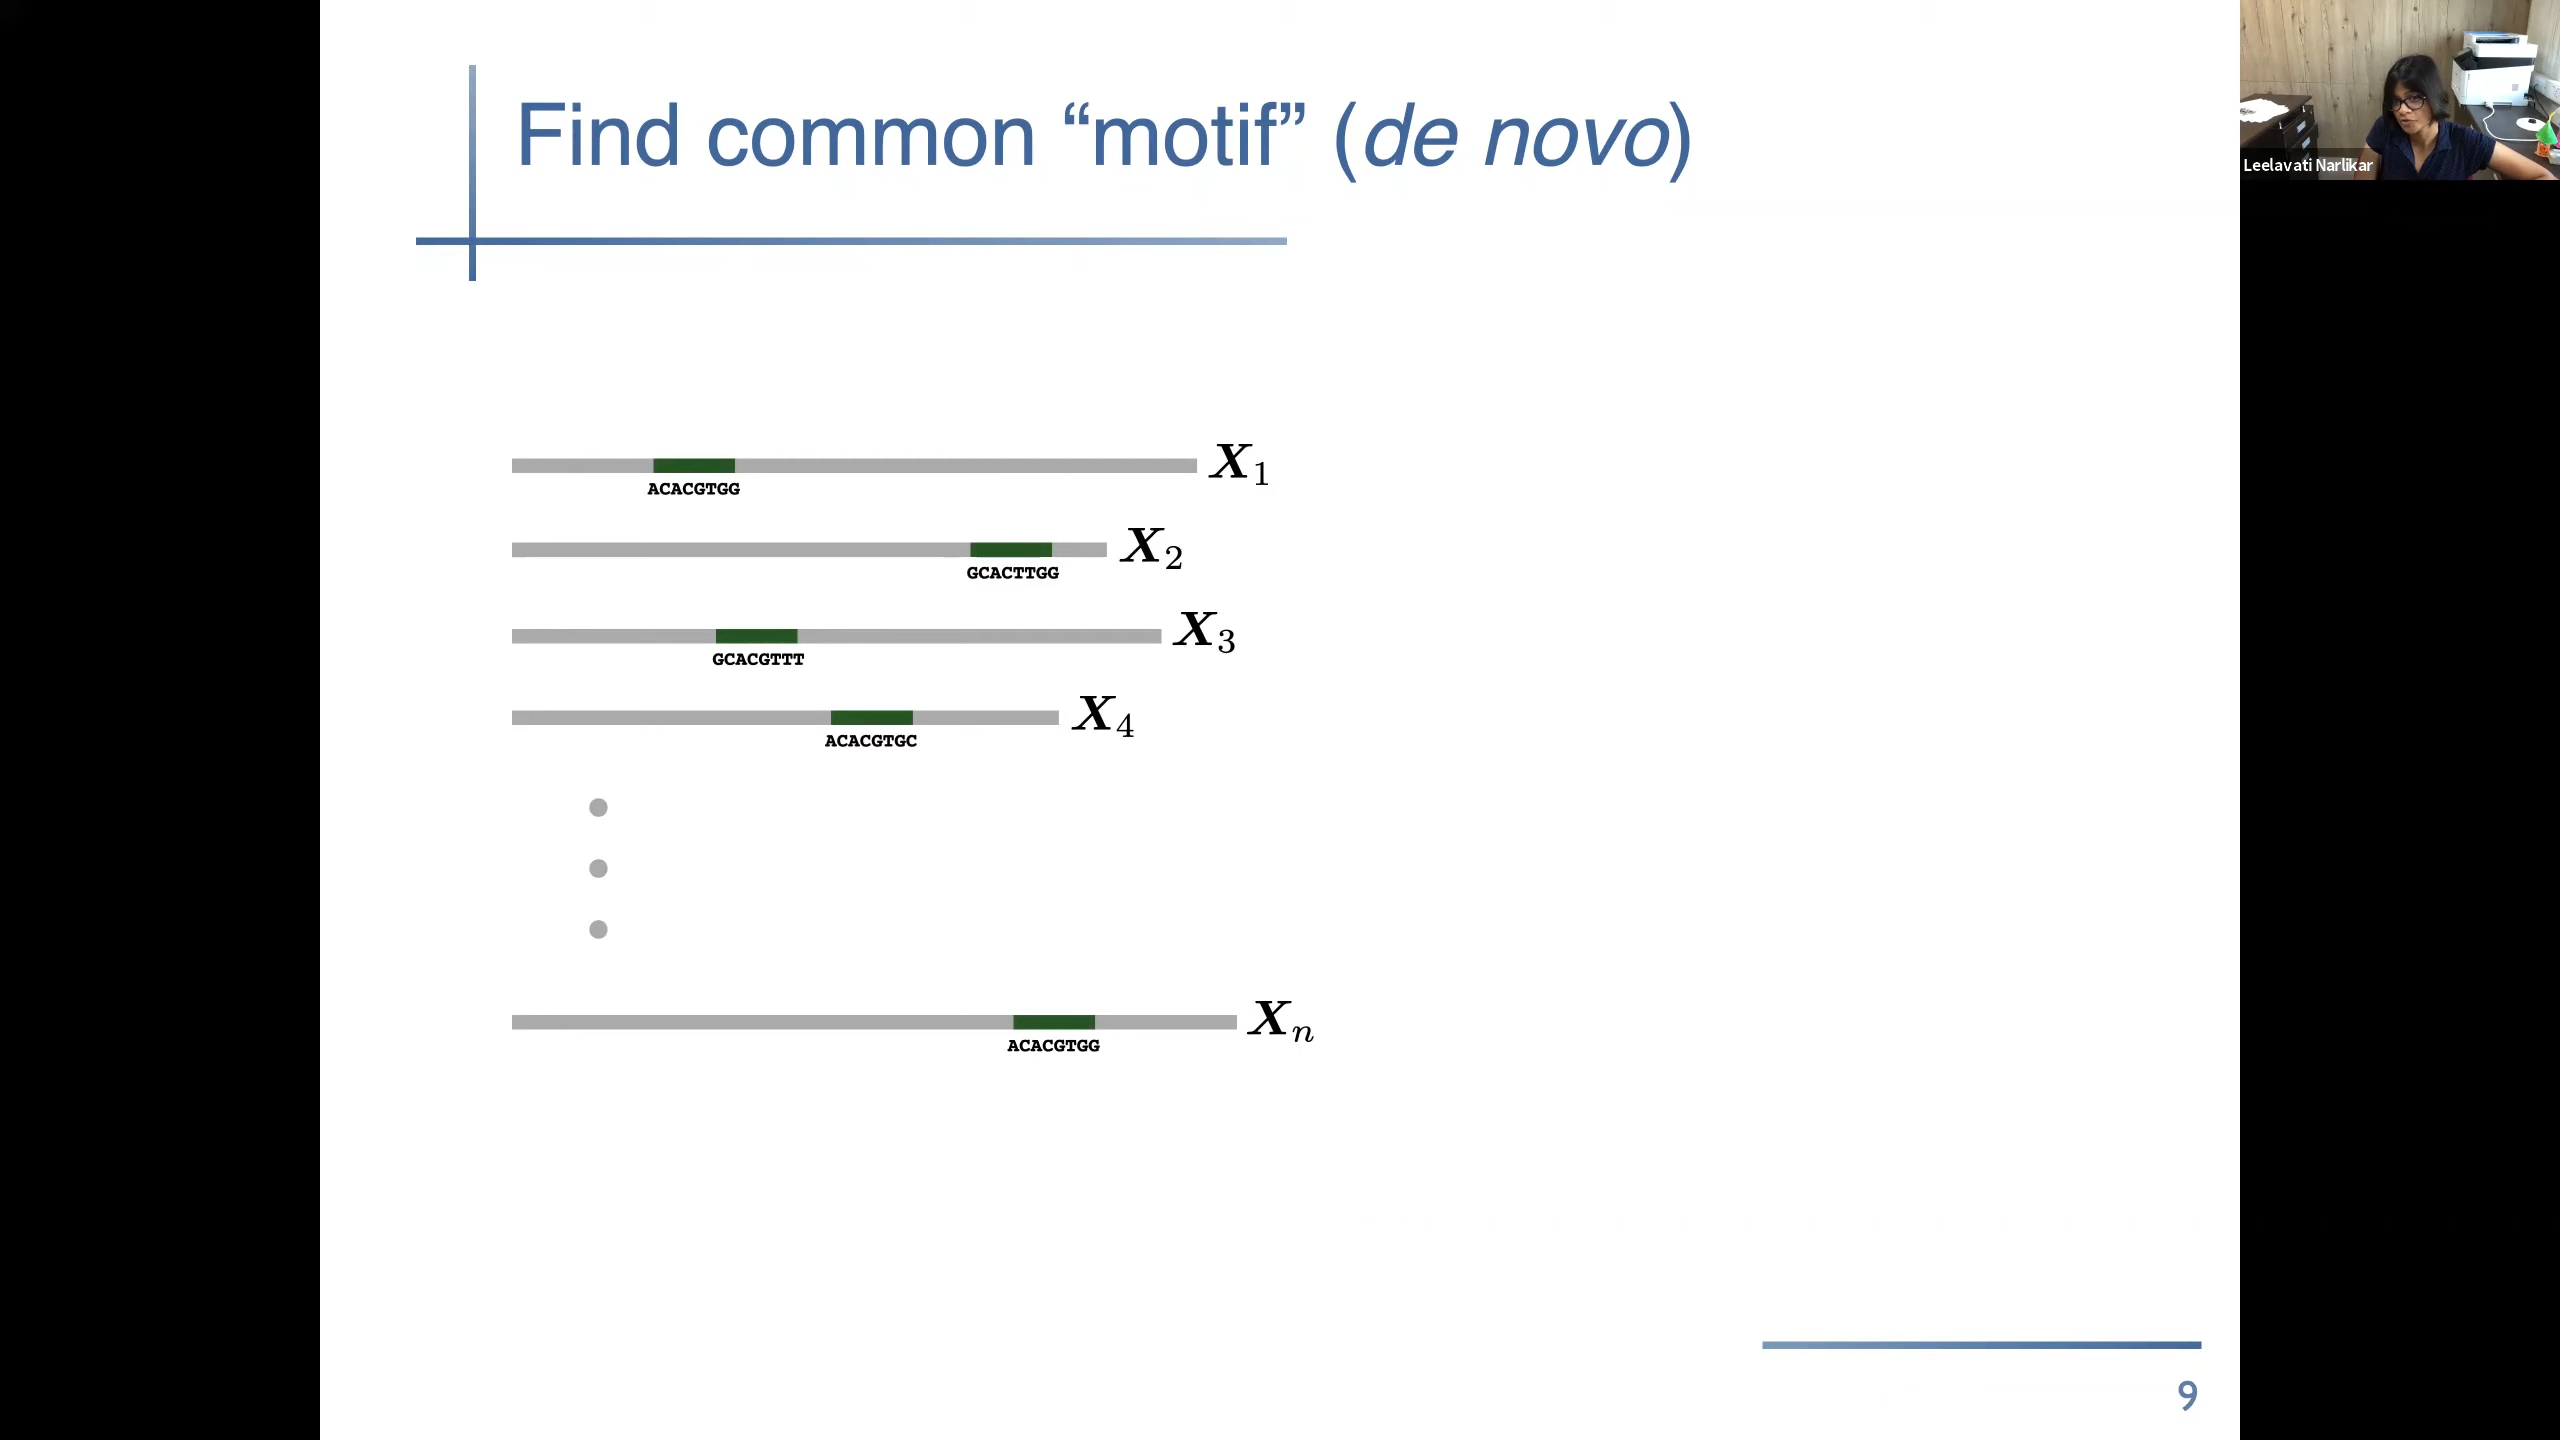 Find common “motif” (de novo)
Leelavati Narlikar
X1
ACACGTGG
X2
GCACTTGG
X3
GCACGTTT
X4
ACACGTGC
Xn
ACACGTGG
9